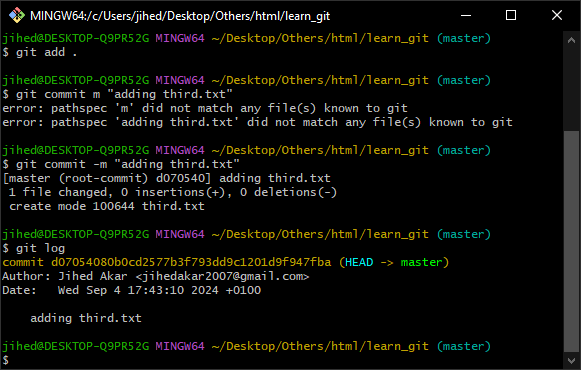 MINGW64:/c/Users/jihed/Desktop/Others/html/learn_git
jihed@DESKTOP-Q9PR52G MINGW64 ~/Desktop/Others/html/learn_git (master)
$ git add .
jihed@DESKTOP-Q9PR52G MINGW64 ~/Desktop/Others/html/learn_git (master)
$ git commit m "adding third.txt"
error: pathspec 'm' did not match any file(s) known to git
error: pathspec 'adding third.txt' did not match any file(s) known to git
jihed@DESKTOP-Q9PR52G MINGW64 ~/Desktop/Others/html/learn_git (master)
$ git commit -m "adding third.txt"
[master (root-commit) d070540] adding third.txt
 1 file changed, 0 insertions(+), 0 deletions(-)
 create mode 100644 third.txt
jihed@DESKTOP-Q9PR52G MINGW64 ~/Desktop/Others/html/learn_git (master)
$ git log
commit d07054080b0cd2577b3f793dd9c1201d9f947fba (HEAD -> master)
Author: Jihed Akar <jihedakar2007@gmail.com>
Date:   Wed Sep 4 17:43:10 2024 +0100
    adding third.txt
jihed@DESKTOP-Q9PR52G MINGW64 ~/Desktop/Others/html/learn_git (master)
$